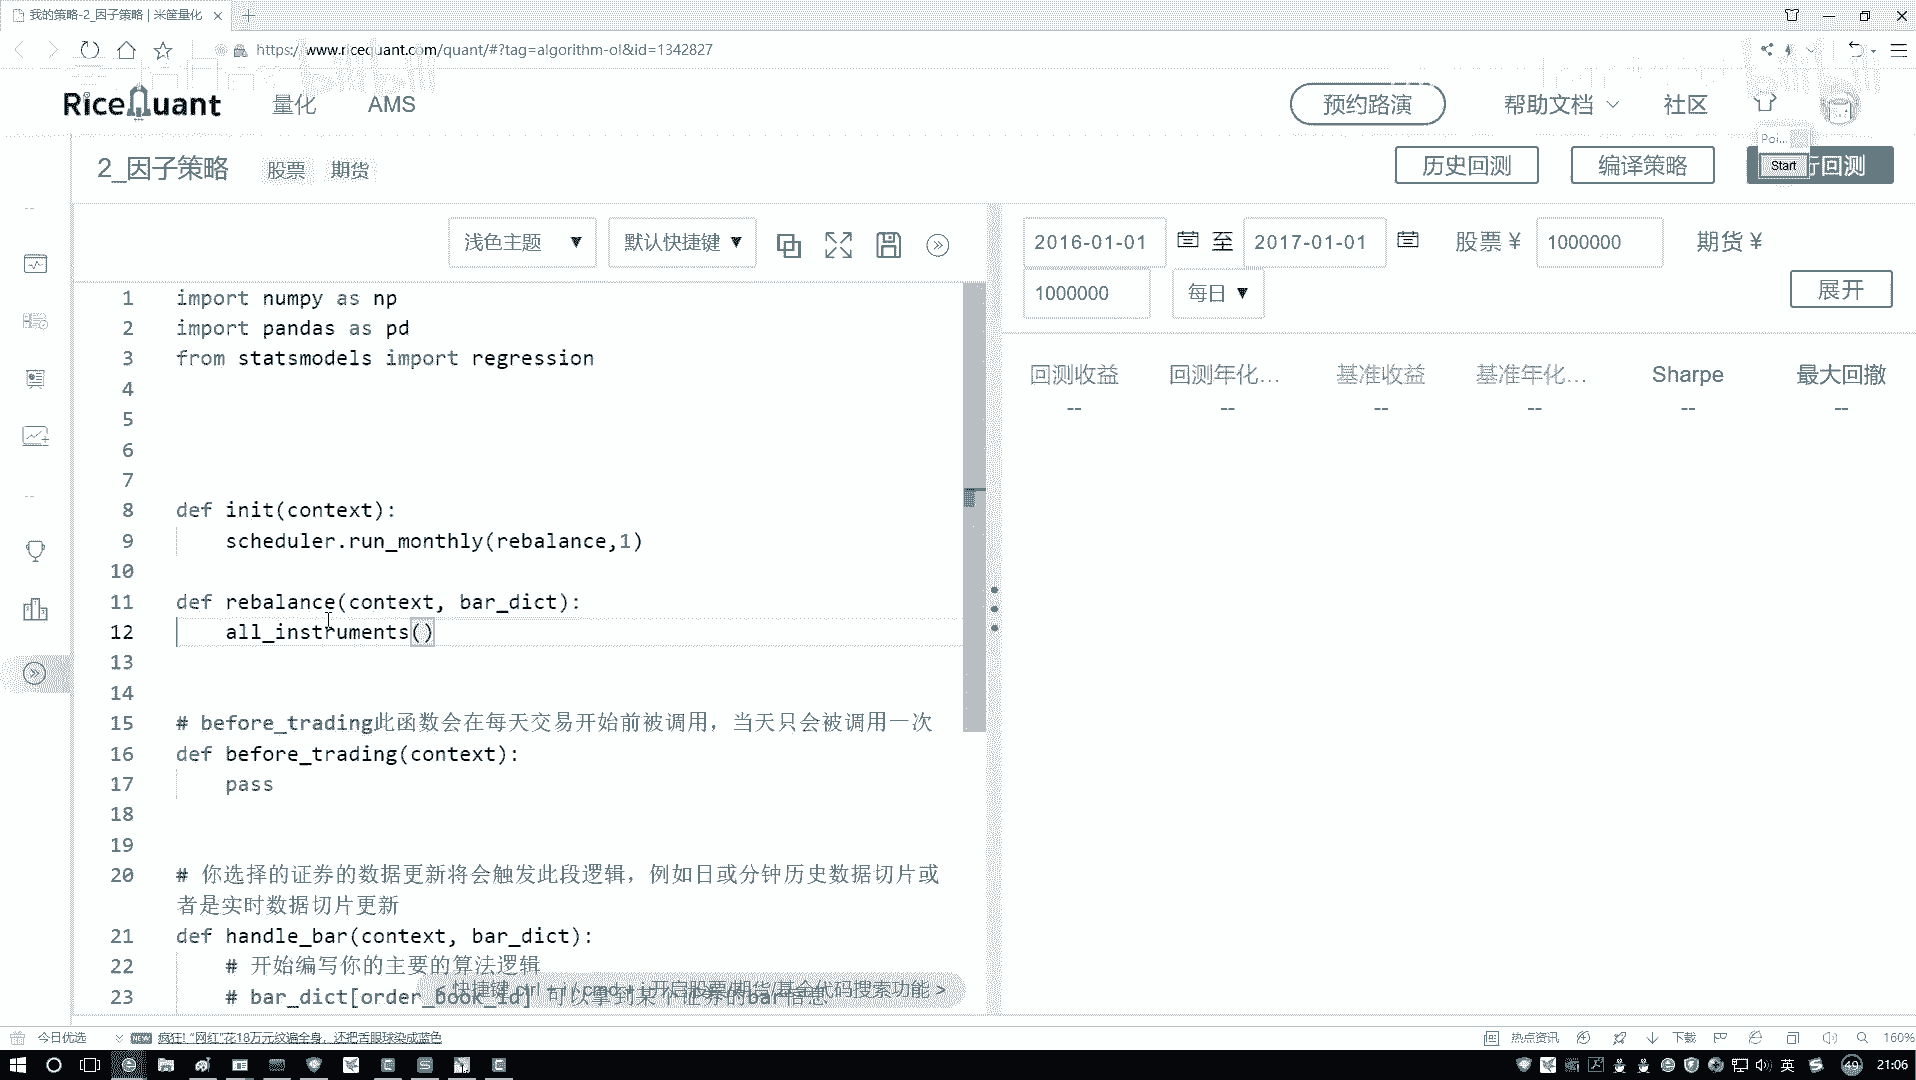 我的策略-2_因子策略 | 米筐量化
https://www.ricequant.com/quant/#?tag=algorithm-ol&id=1342827
RiceQuant 量化 AMS 预约路演 帮助文档 社区
Poi...
2_因子策略 股票 期货 历史回测 编译策略 Start 行回测
浅色主题 ▼ 默认快捷键 ▼
2016-01-01 至 2017-01-01 股票 ¥ 1000000 期货 ¥
1000000 每日 ▼ 展开
回测收益 回测年化... 基准收益 基准年化... Sharpe 最大回撤
-- -- -- -- -- --
1 import numpy as np
2 import pandas as pd
3 from statsmodels import regression
4
5
6
7
8 def init(context):
9 scheduler.run_monthly(rebalance,1)
10
11 def rebalance(context, bar_dict):
12 all_instruments()
13
14
15 # before_trading此函数会在每天交易开始前被调用，当天只会被调用一次
16 def before_trading(context):
17 pass
18
19
20 # 你选择的证券的数据更新将会触发此段逻辑，例如日或分钟历史数据切片或
者是实时数据切片更新
21 def handle_bar(context, bar_dict):
22 # 开始编写你的主要的算法逻辑
23 # bar_dict[order_book_id] 可以拿到某个证券的bar信息
< 快捷键 ctrl + i / cmd + i 开启股票/期货/基金代码搜索功能 >
今日优选 NEW 疯狂! "网红"花18万元纹遍全身，还把舌眼球染成蓝色 热点资讯 下载 160%
英 49 21:06